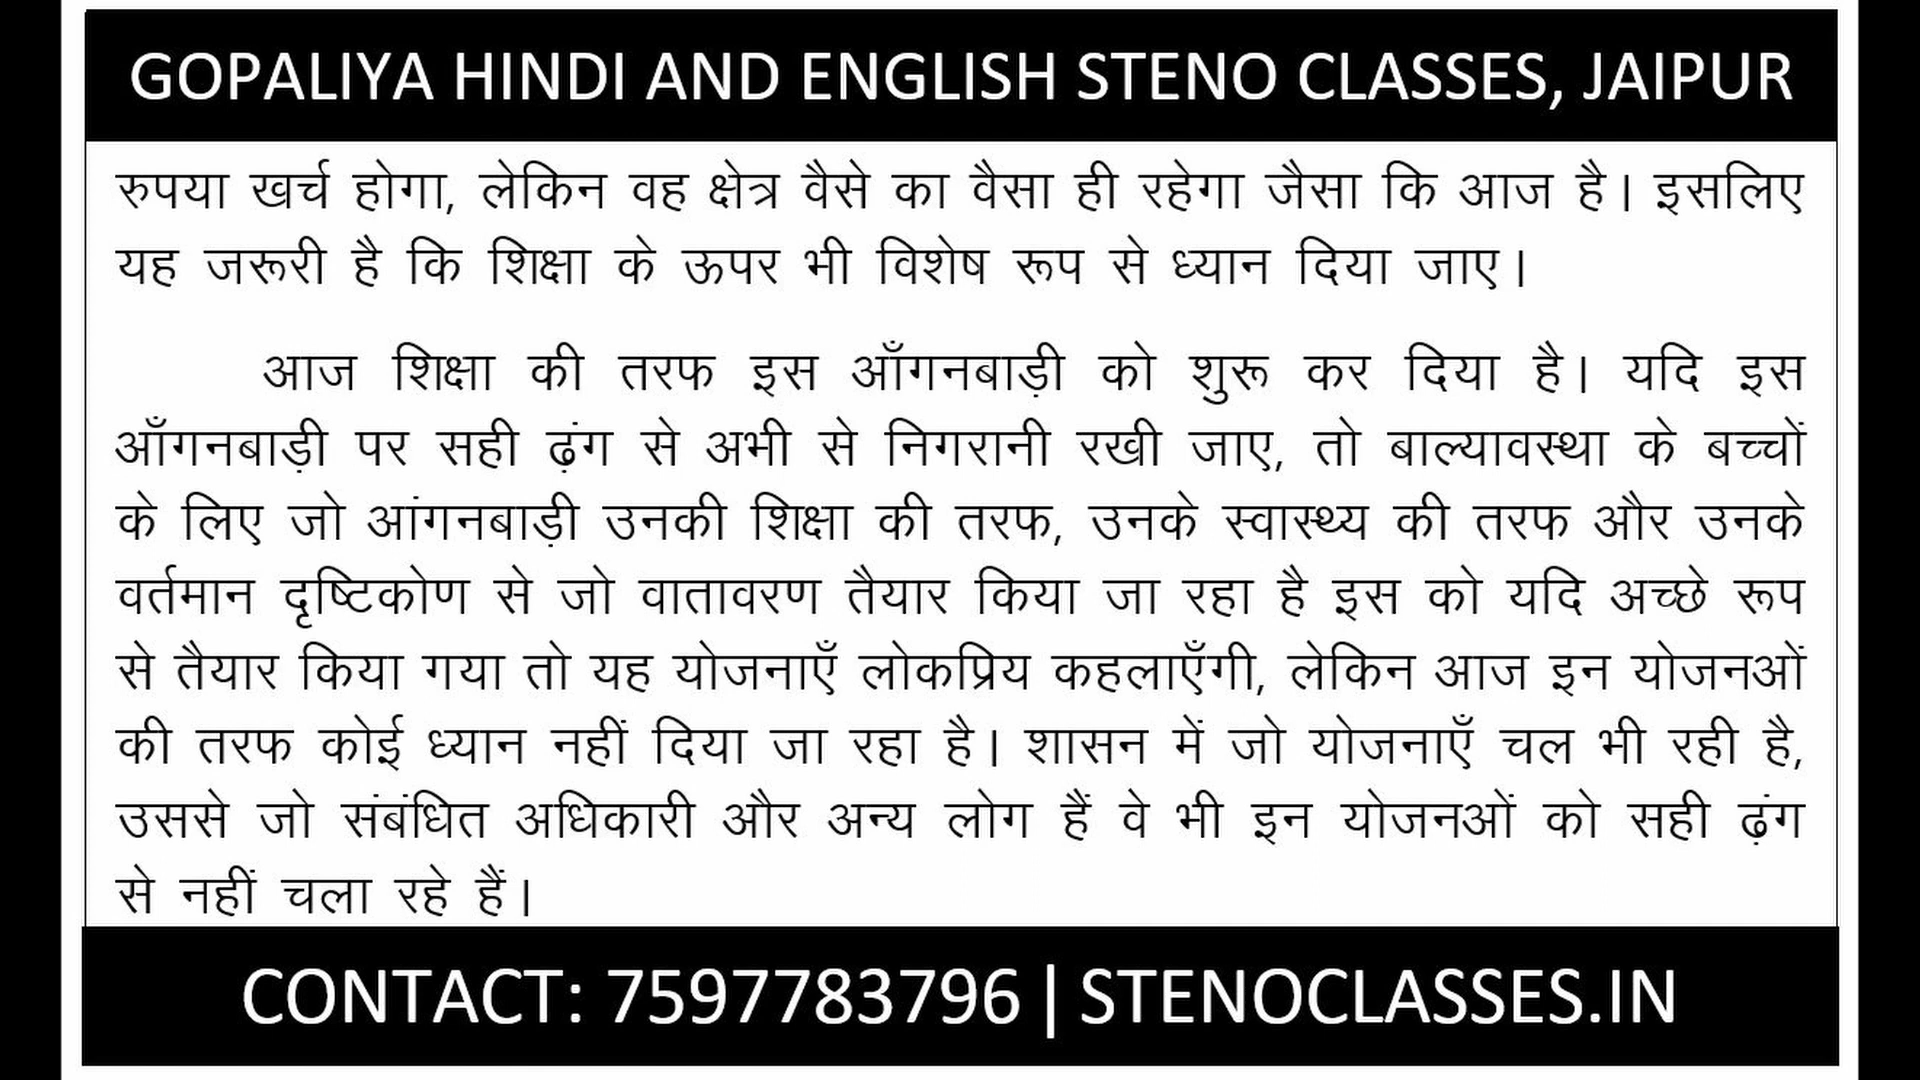 GOPALIYA HINDI AND ENGLISH STENO CLASSES, JAIPUR
रुपया खर्च होगा, लेकिन वह क्षेत्र वैसे का वैसा ही रहेगा जैसा कि आज है। इसलिए
यह जरूरी है कि शिक्षा के ऊपर भी विशेष रूप से ध्यान दिया जाए।
आज शिक्षा की तरफ इस आँगनबाड़ी को शुरू कर दिया है। यदि इस
आँगनबाड़ी पर सही ढ़ंग से अभी से निगरानी रखी जाए, तो बाल्यावस्था के बच्चों
के लिए जो आंगनबाड़ी उनकी शिक्षा की तरफ, उनके स्वास्थ्य की तरफ और उनके
वर्तमान दृष्टिकोण से जो वातावरण तैयार किया जा रहा है इस को यदि अच्छे रूप
से तैयार किया गया तो यह योजनाएँ लोकप्रिय कहलाएँगी, लेकिन आज इन योजनओं
की तरफ कोई ध्यान नहीं दिया जा रहा है। शासन में जो योजनाएँ चल भी रही है,
उससे जो संबंधित अधिकारी और अन्य लोग हैं वे भी इन योजनओं को सही ढ़ंग
से नहीं चला रहे हैं।
CONTACT: 7597783796 | STENOCLASSES.IN